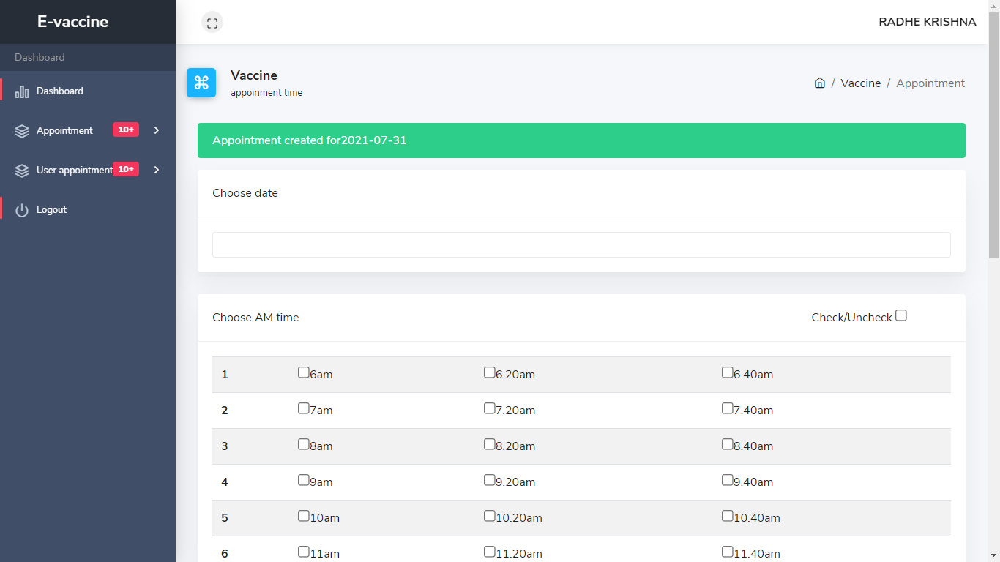 E-vaccine
RADHE KRISHNA
Dashboard
Dashboard
Appointment 10+
User appointment 10+
Logout
Vaccine
appoinment time
/ Vaccine / Appointment
Appointment created for2021-07-31
Choose date
Choose AM time
Check/Uncheck
1 6am 6.20am 6.40am
2 7am 7.20am 7.40am
3 8am 8.20am 8.40am
4 9am 9.20am 9.40am
5 10am 10.20am 10.40am
6 11am 11.20am 11.40am